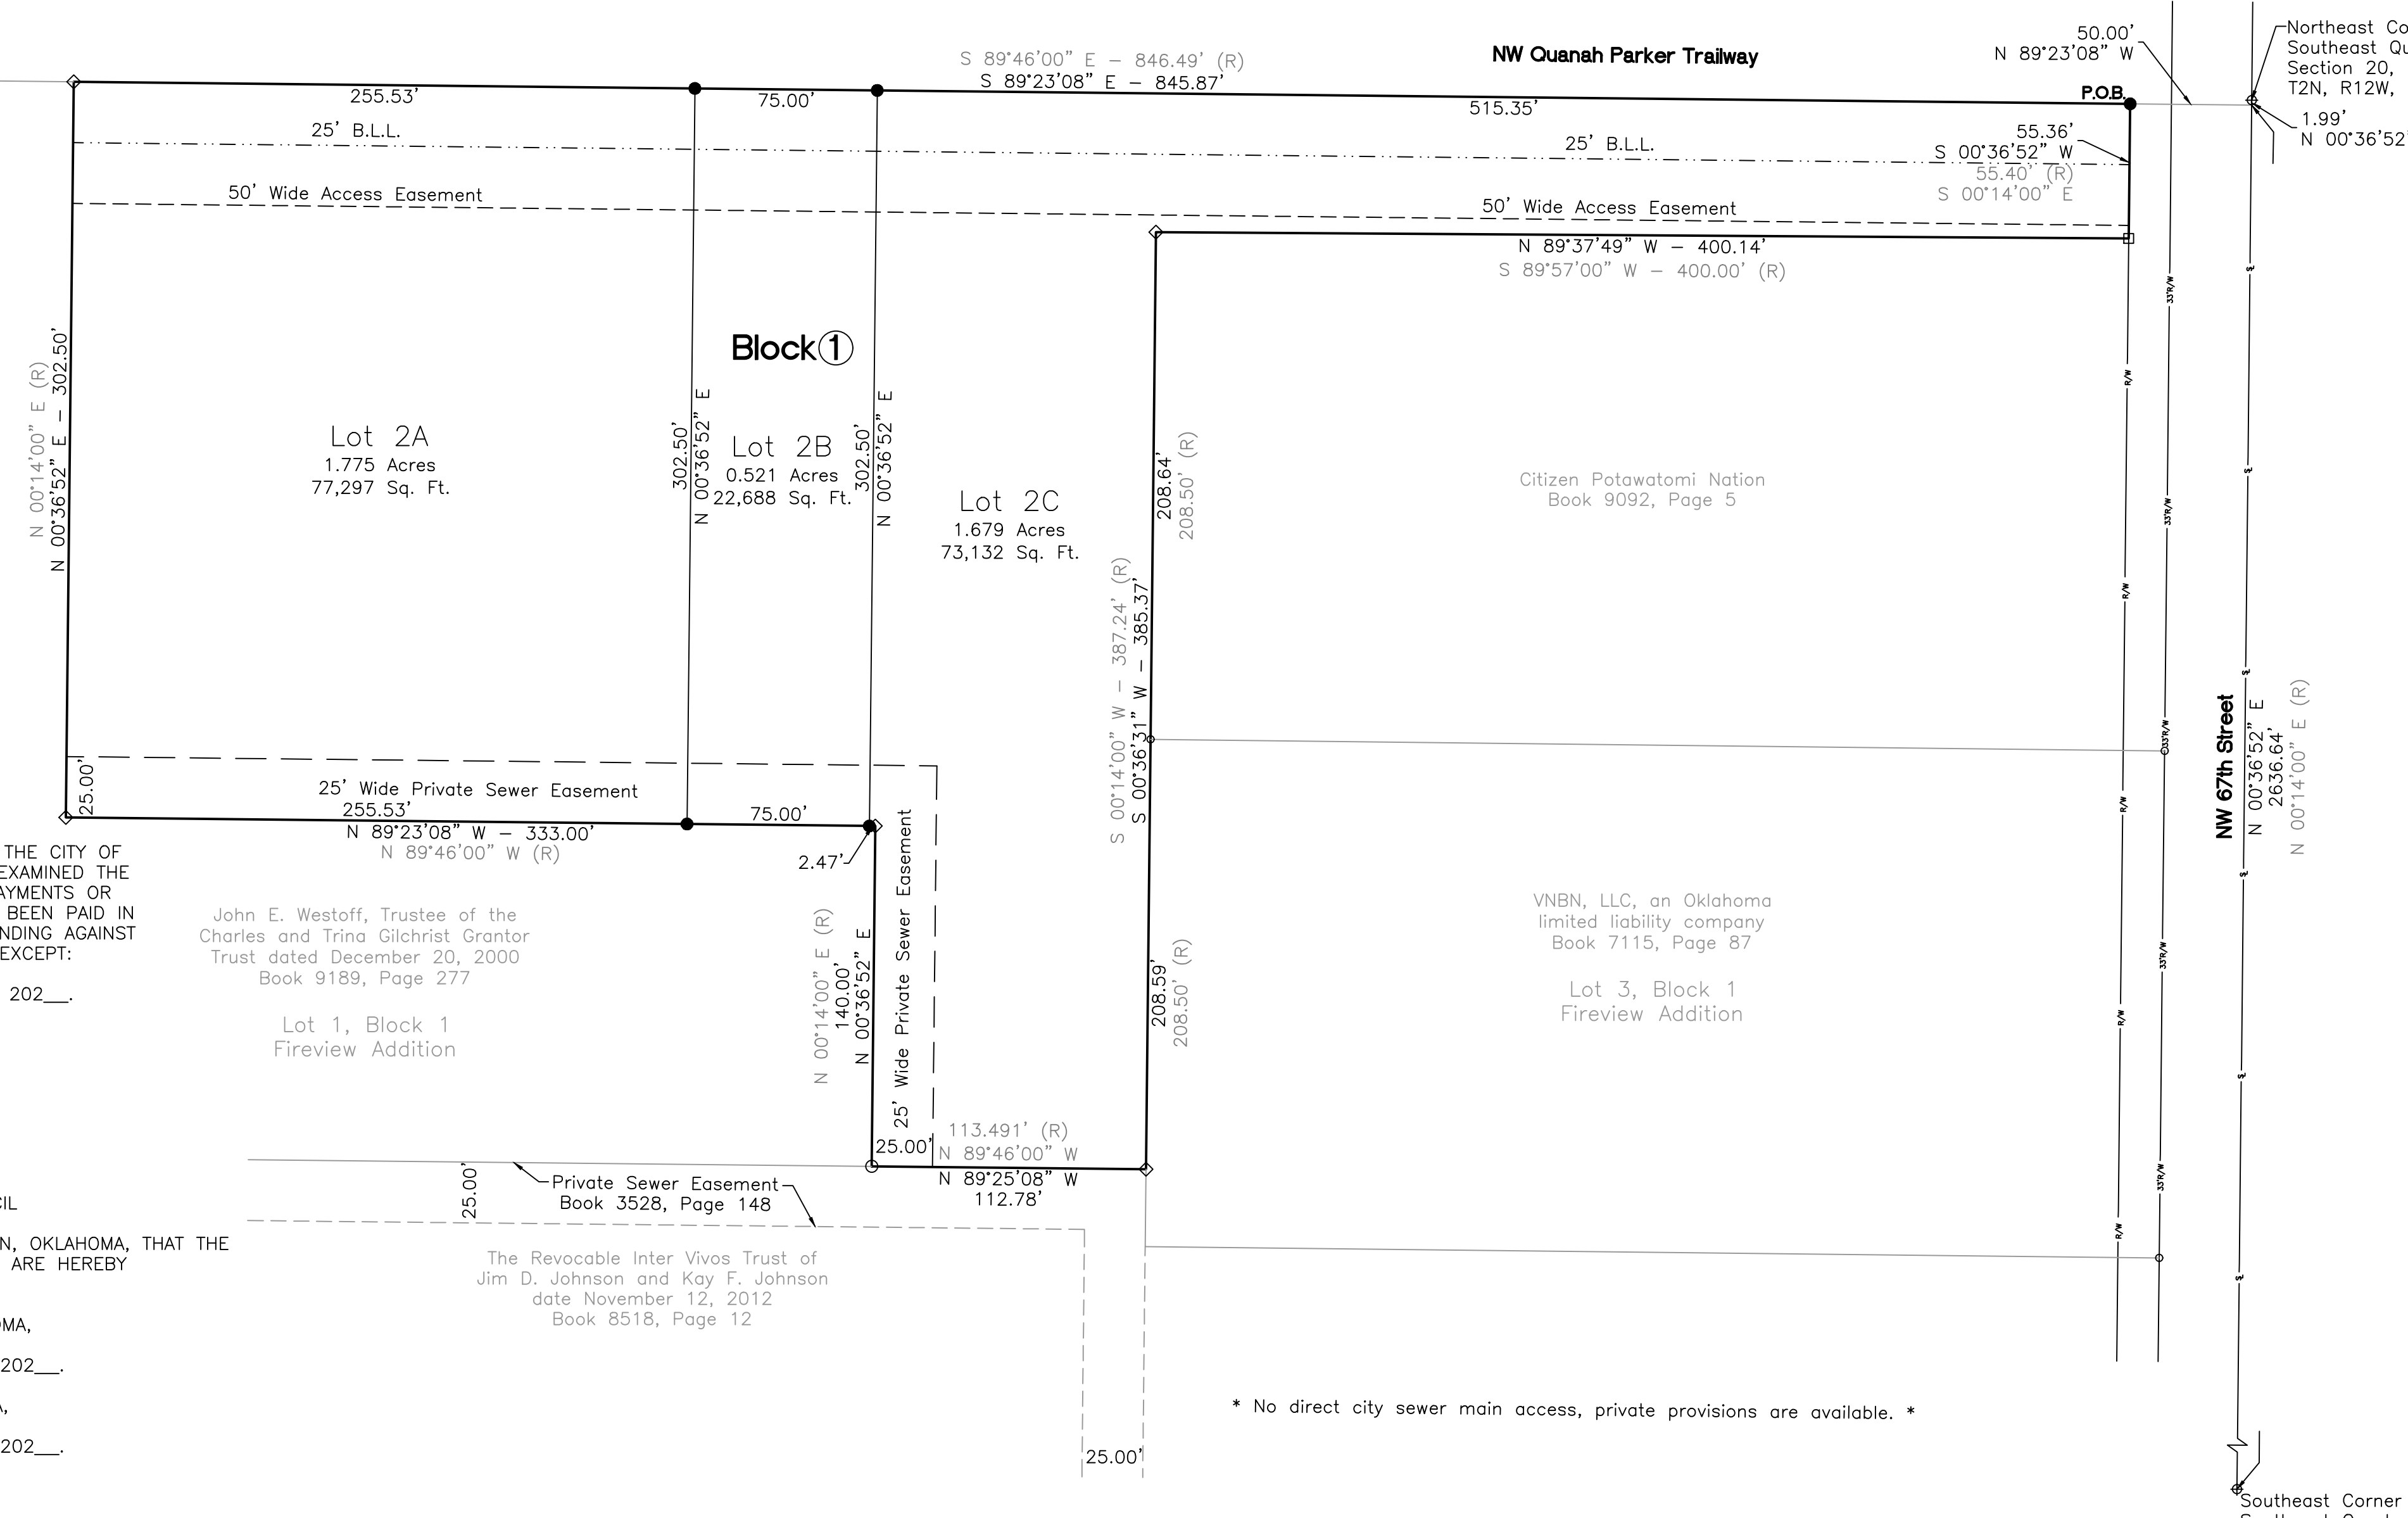 S 89°46'00" E – 846.49' (R)
S 89°23'08" E – 845.87'
NW Quanah Parker Trailway
50.00'
N 89°23'08" W
Northeast Co
Southeast Qu
Section 20,
T2N, R12W,
P.O.B.
1.99'
N 00°36'52
255.53'
75.00'
515.35'
25' B.L.L.
25' B.L.L.
55.36'
S 00°36'52" W
55.40' (R)
S 00°14'00" E
50' Wide Access Easement
50' Wide Access Easement
N 89°37'49" W – 400.14'
S 89°57'00" W – 400.00' (R)
Block 1
N 00°14'00" E (R)
N 00°36'52" E – 302.50'
Lot 2A
1.775 Acres
77,297 Sq. Ft.
302.50'
N 00°36'52" E
Lot 2B
0.521 Acres
22,688 Sq. Ft.
302.50'
N 00°36'52" E
Lot 2C
1.679 Acres
73,132 Sq. Ft.
208.64'
208.50' (R)
S 00°14'00" W – 387.24' (R)
S 00°36'31" W – 385.37'
Citizen Potawatomi Nation
Book 9092, Page 5
33'R/W
33'R/W
33'R/W
33'R/W
33'R/W
R/W
R/W
R/W
R/W
R/W
NW 67th Street
N 00°36'52" E
2636.64'
N 00°14'00" E (R)
25.00'
25' Wide Private Sewer Easement
255.53'
75.00'
N 89°23'08" W – 333.00'
N 89°46'00" W (R)
2.47'
THE CITY OF
EXAMINED THE
AYMENTS OR
BEEN PAID IN
NDING AGAINST
EXCEPT:
202__.
John E. Westoff, Trustee of the
Charles and Trina Gilchrist Grantor
Trust dated December 20, 2000
Book 9189, Page 277
Lot 1, Block 1
Fireview Addition
N 00°14'00" E (R)
140.00'
N 00°36'52" E
25' Wide Private Sewer Easement
208.59'
208.50' (R)
VNBN, LLC, an Oklahoma
limited liability company
Book 7115, Page 87
Lot 3, Block 1
Fireview Addition
25.00'
113.491' (R)
N 89°46'00" W
N 89°25'08" W
112.78'
25.00'
Private Sewer Easement
Book 3528, Page 148
CIL
N, OKLAHOMA, THAT THE
ARE HEREBY
OMA,
202__.
A,
202__.
The Revocable Inter Vivos Trust of
Jim D. Johnson and Kay F. Johnson
date November 12, 2012
Book 8518, Page 12
* No direct city sewer main access, private provisions are available. *
25.00'
Southeast Corner